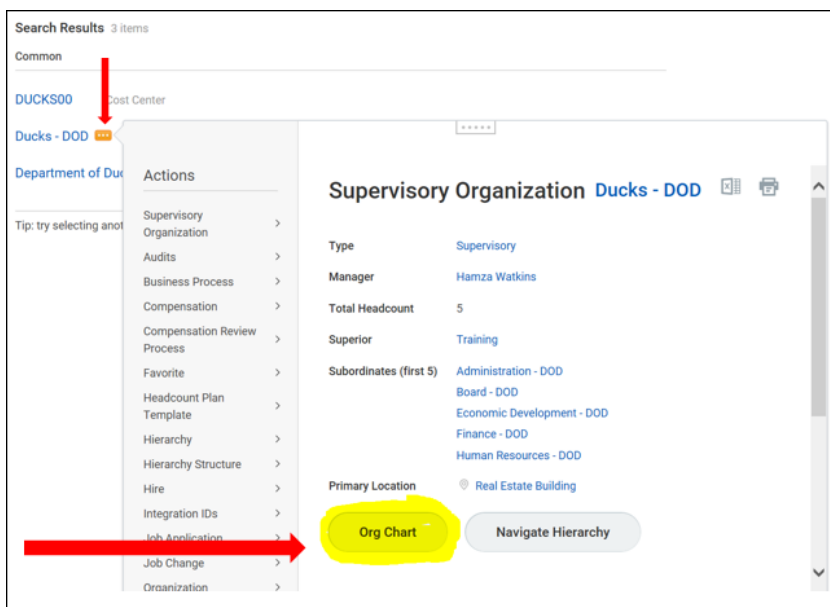 Search Results 3 items
Common
DUCKS00 Cost Center
Ducks - DOD
Department of Duc
Tip: try selecting anot
Actions
Supervisory
Organization
Audits
Business Process
Compensation
Compensation Review
Process
Favorite
Headcount Plan
Template
Hierarchy
Hierarchy Structure
Hire
Integration IDs
Job Application
Job Change
Organization
Supervisory Organization Ducks - DOD
Type Supervisory
Manager Hamza Watkins
Total Headcount 5
Superior Training
Subordinates (first 5) Administration - DOD
Board - DOD
Economic Development - DOD
Finance - DOD
Human Resources - DOD
Primary Location Real Estate Building
Org Chart Navigate Hierarchy